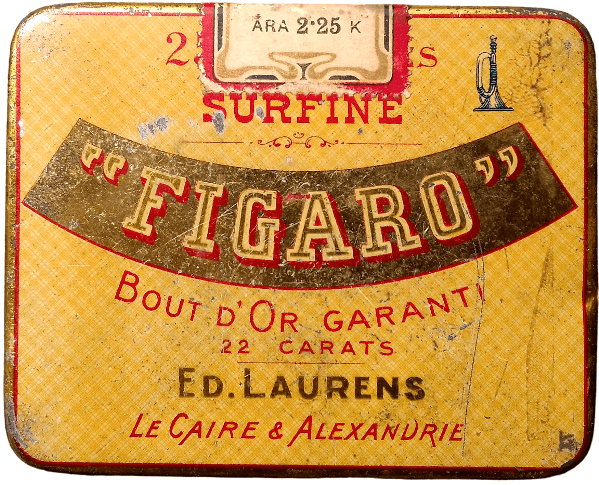 ÁRA 2·25 K
SURFINE
"FIGARO"
BOUT D'OR GARANTI
22 CARATS
ED. LAURENS
LE CAIRE & ALEXANDRIE